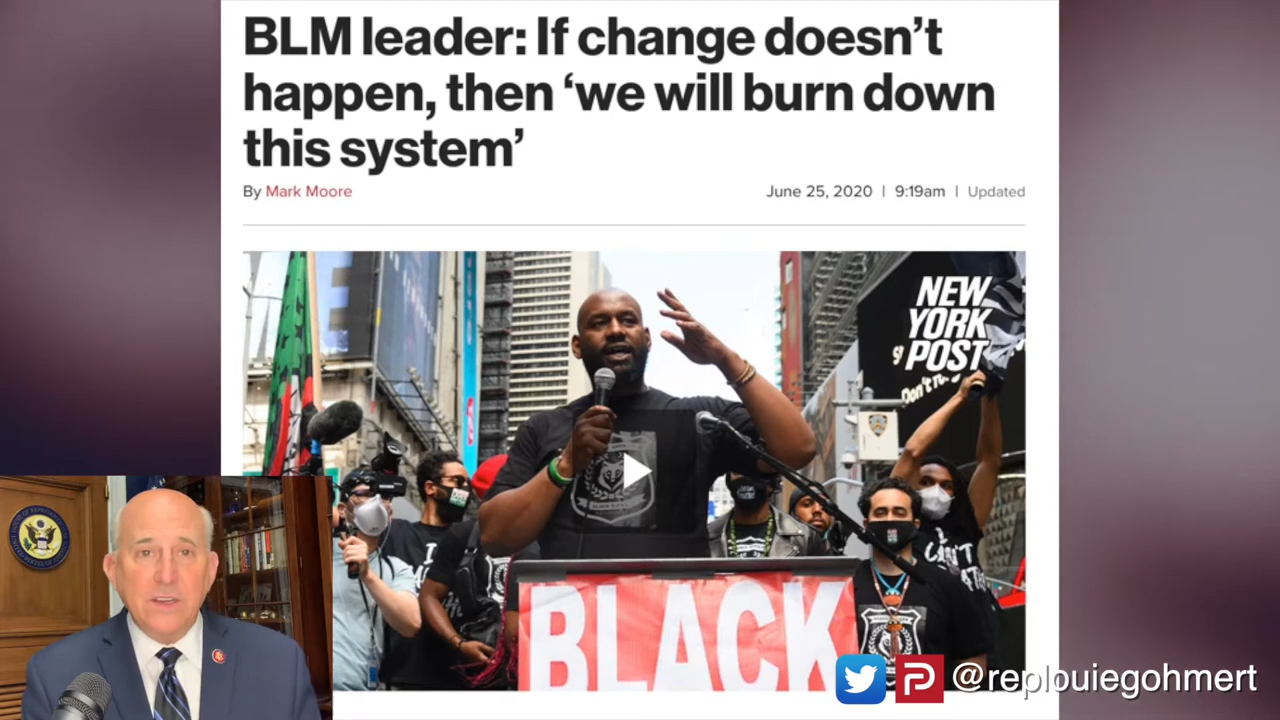 BLM leader: If change doesn’t
happen, then ‘we will burn down
this system’
By Mark Moore
June 25, 2020 | 9:19am | Updated
NEW
YORK
POST
Don't
BLACK
@replouiegohmert